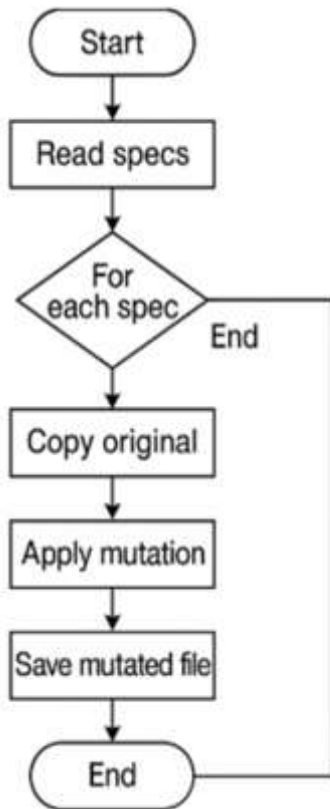 Start
Read specs
For
each spec
End
Copy original
Apply mutation
Save mutated file
End